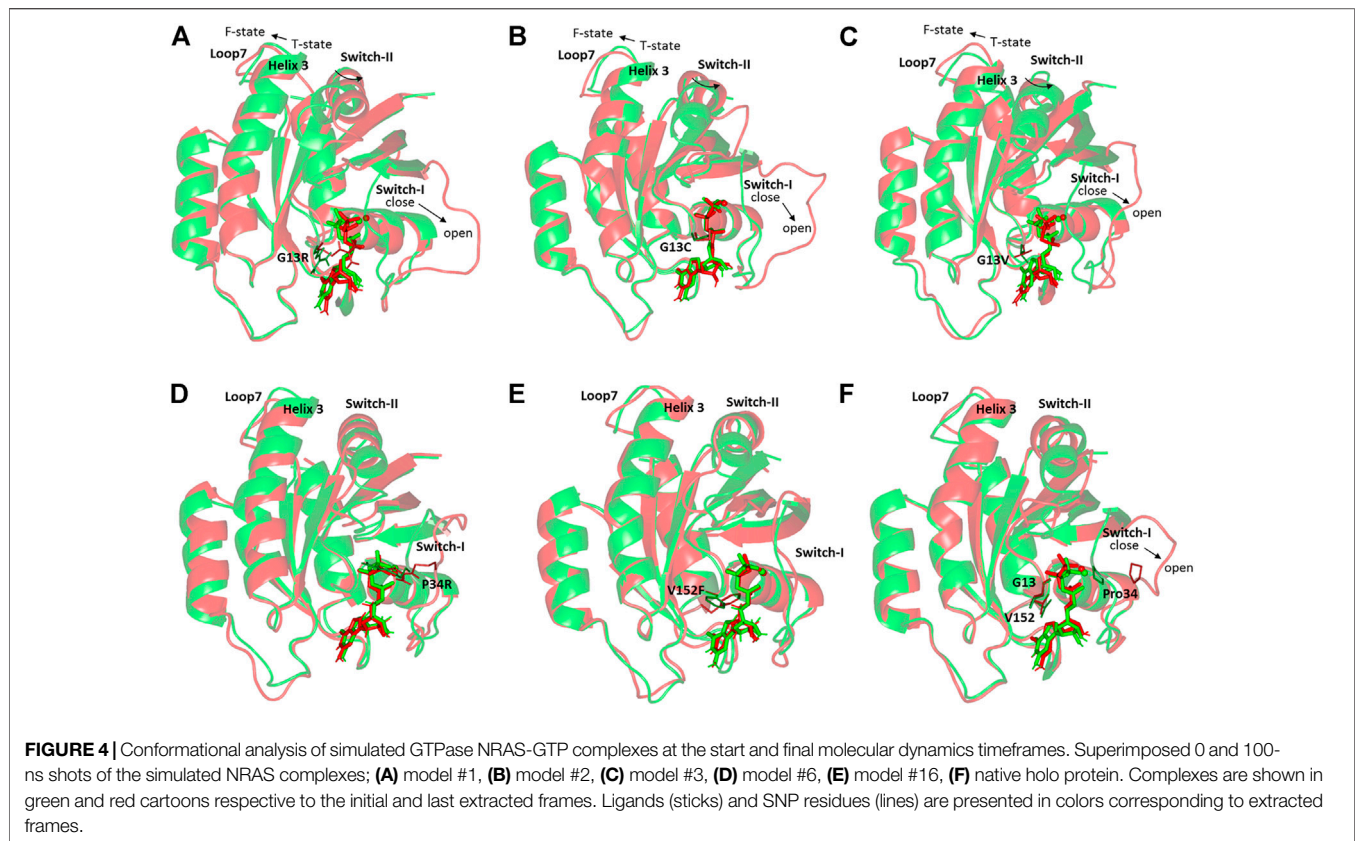 A
F-state
T-state
Loop7
Helix 3
Switch-II
Switch-I
close
open
G13R
B
F-state
T-state
Loop7
Helix 3
Switch-II
Switch-I
close
open
G13C
C
F-state
T-state
Loop7
Helix 3
Switch-II
Switch-I
close
open
G13V
D
Loop7
Helix 3
Switch-II
Switch-I
P34R
E
Loop7
Helix 3
Switch-II
Switch-I
V152F
F
Loop7
Helix 3
Switch-II
Switch-I
close
open
G13
Pro34
V152
FIGURE 4 | Conformational analysis of simulated GTPase NRAS-GTP complexes at the start and final molecular dynamics timeframes. Superimposed 0 and 100-
ns shots of the simulated NRAS complexes; (A) model #1, (B) model #2, (C) model #3, (D) model #6, (E) model #16, (F) native holo protein. Complexes are shown in
green and red cartoons respective to the initial and last extracted frames. Ligands (sticks) and SNP residues (lines) are presented in colors corresponding to extracted
frames.